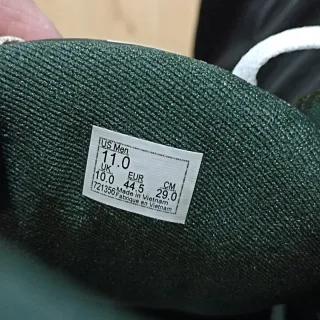 US Men
11.0
UK EUR CM
10.0 44.5 29.0
721356 Made in Vietnam
Fabriqué en Vietnam